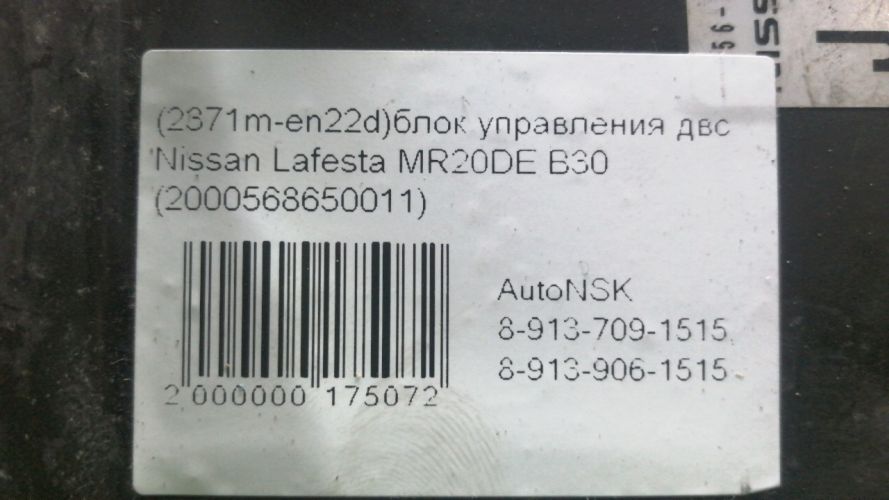 (2371m-en22d)блок управления двс
Nissan Lafesta MR20DE B30
(2000568650011)
AutoNSK
8-913-709-1515
8-913-906-1515
2 000000 175072